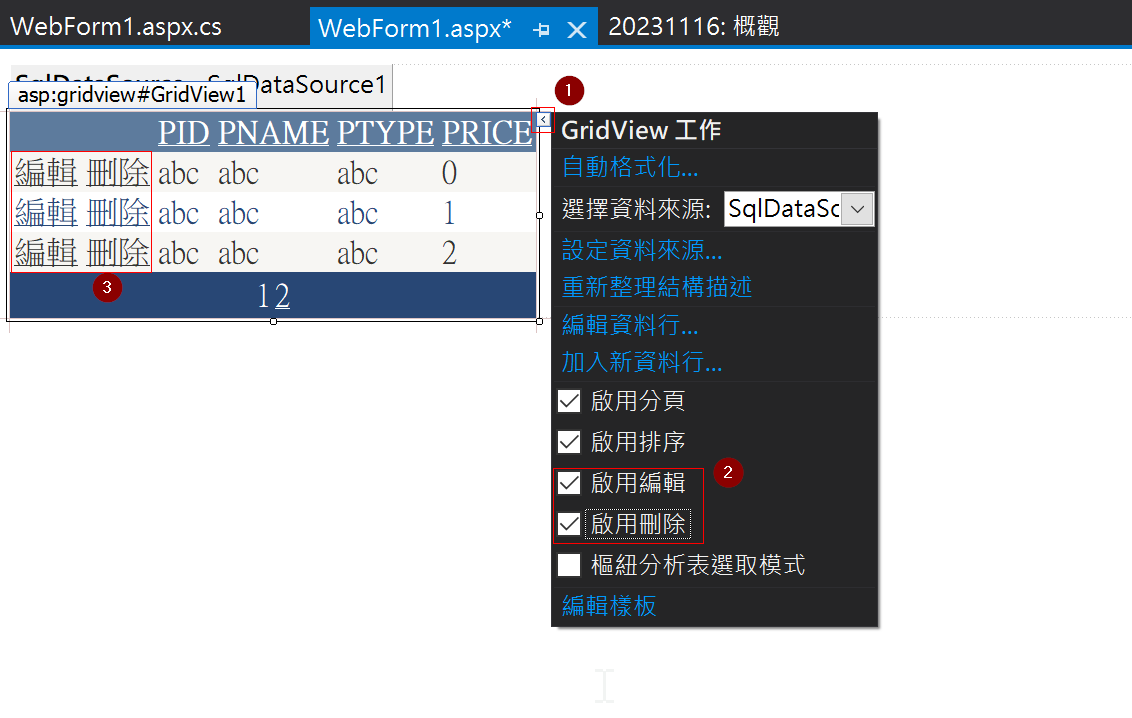 WebForm1.aspx.cs
WebForm1.aspx*
20231116: 概觀
SqlDataSource - SqlDataSource1
asp:gridview#GridView1
1
PID PNAME PTYPE PRICE
編輯 刪除 abc abc abc 0
編輯 刪除 abc abc abc 1
編輯 刪除 abc abc abc 2
3
1 2
GridView 工作
自動格式化...
選擇資料來源: SqlDataSc
設定資料來源...
重新整理結構描述
編輯資料行...
加入新資料行...
啟用分頁
啟用排序
啟用編輯
2
啟用刪除
樞紐分析表選取模式
編輯樣板